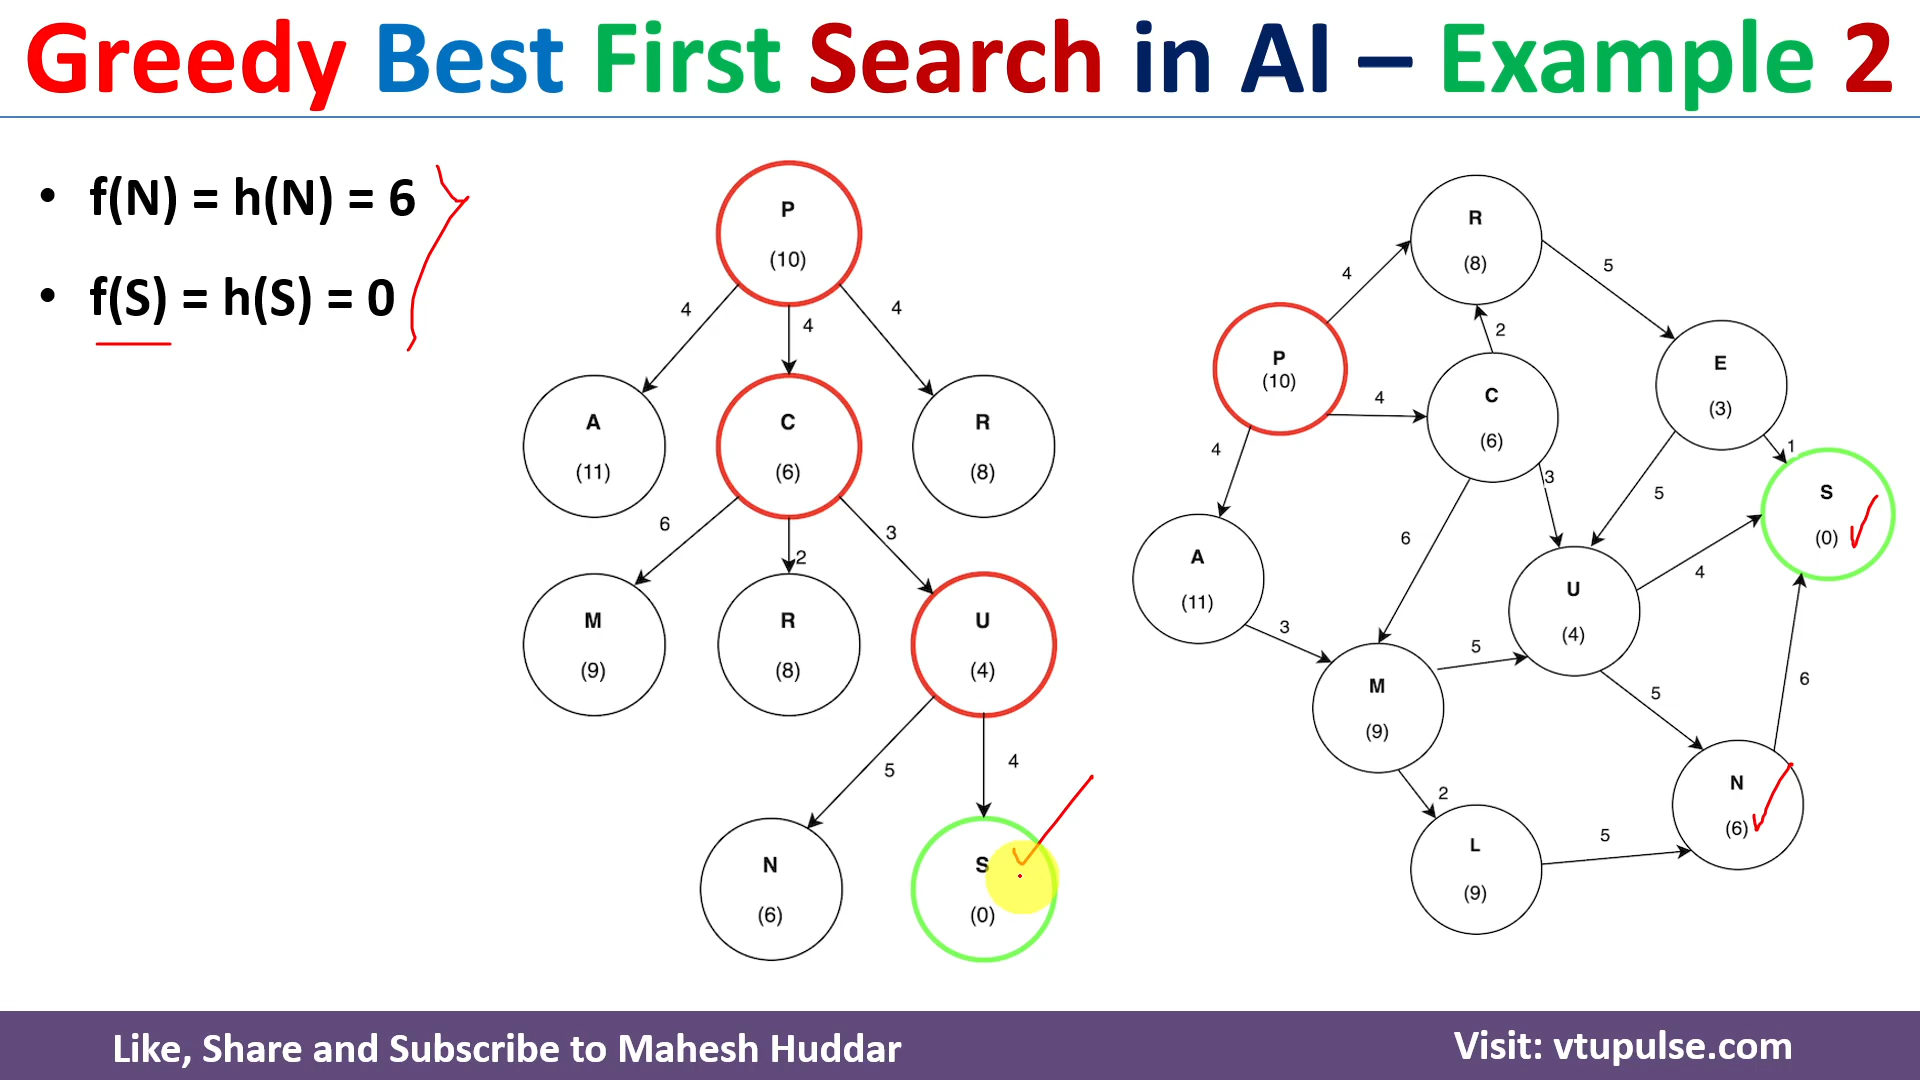 Greedy Best First Search in AI – Example 2
• f(N) = h(N) = 6
• f(S) = h(S) = 0
P
(10)
4
4
4
A
(11)
C
(6)
R
(8)
6
2
3
M
(9)
R
(8)
U
(4)
5
4
N
(6)
S
(0)
R
(8)
4
5
P
(10)
2
E
(3)
C
(6)
4
4
1
3
5
S
(0)
A
(11)
6
U
(4)
4
3
5
M
(9)
5
6
2
N
(6)
L
(9)
5
Like, Share and Subscribe to Mahesh Huddar
Visit: vtupulse.com